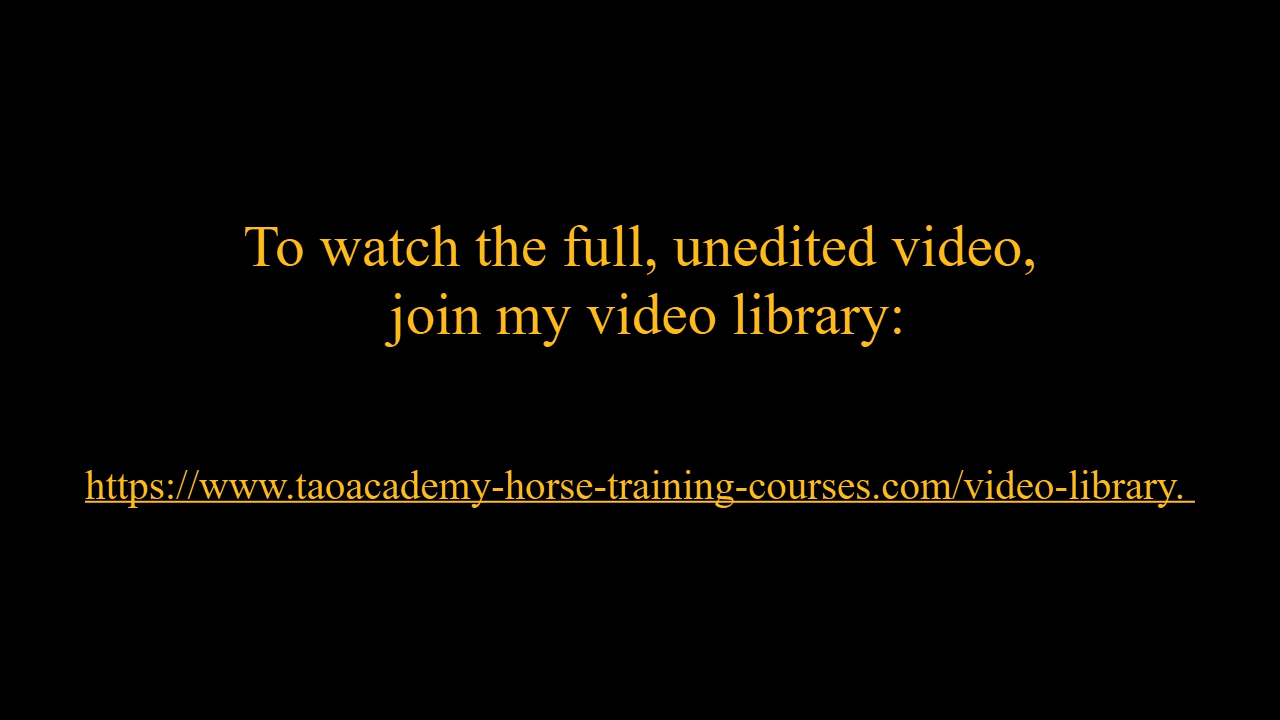 To watch the full, unedited video,
join my video library:
https://www.taoacademy-horse-training-courses.com/video-library.